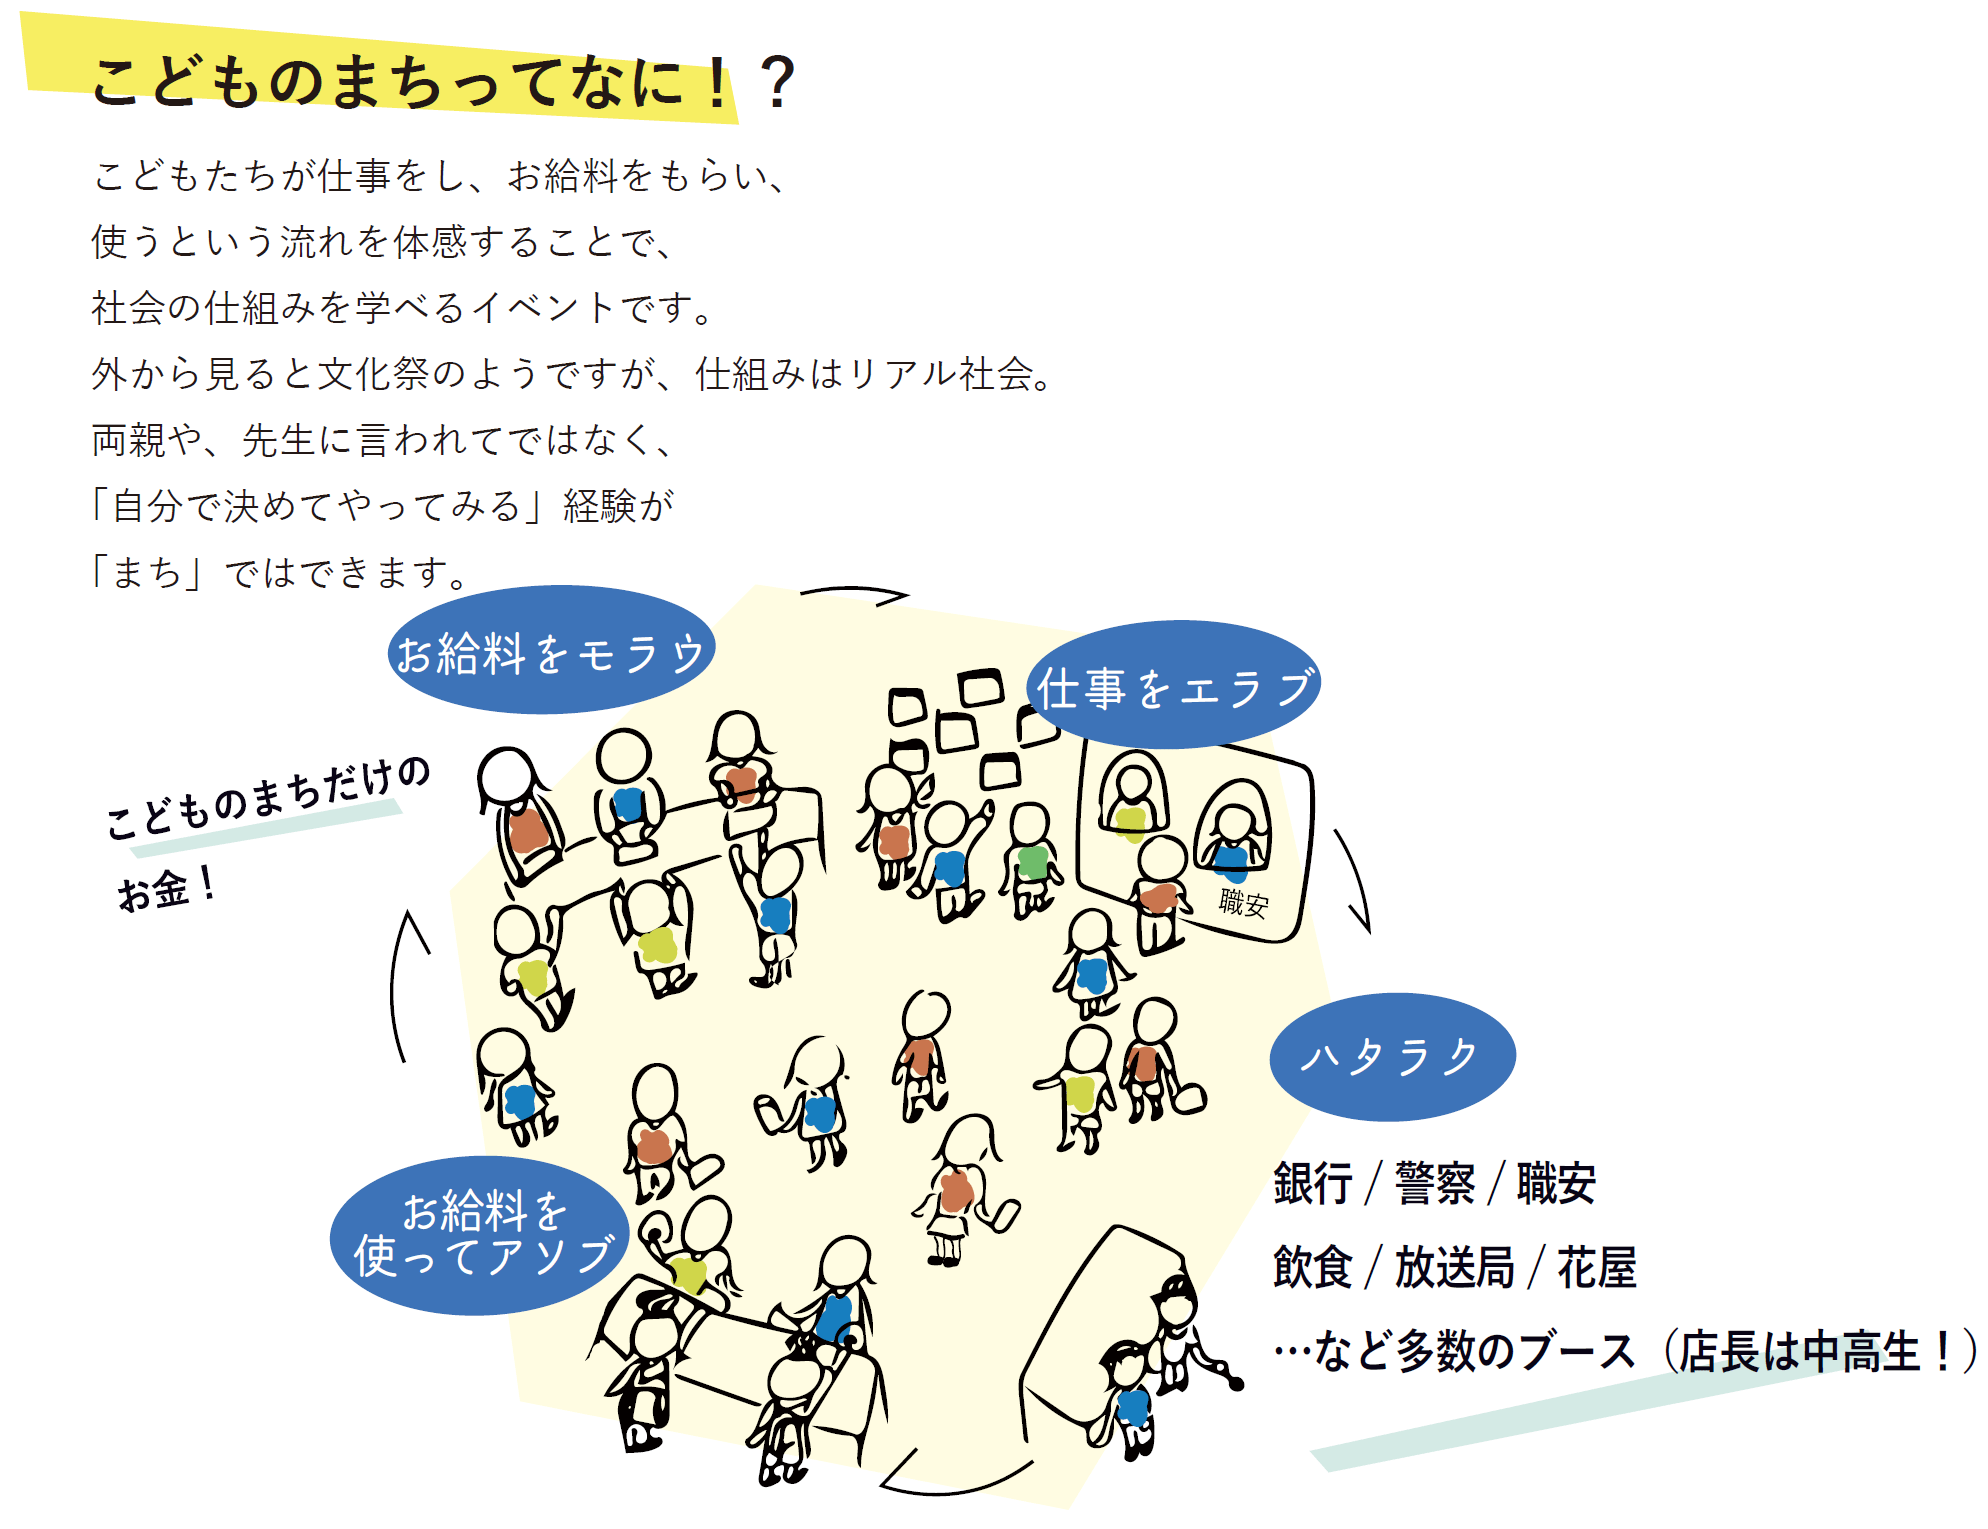 こどものまちってなに！？
こどもたちが仕事をし、お給料をもらい、
使うという流れを体感することで、
社会の仕組みを学べるイベントです。
外から見ると文化祭のようですが、仕組みはリアル社会。
両親や、先生に言われてではなく、
「自分で決めてやってみる」経験が
「まち」ではできます。
お給料をモラウ
仕事をエラブ
こどものまちだけの
お金！
職安
ハタラク
銀行 / 警察 / 職安
飲食 / 放送局 / 花屋
…など多数のブース（店長は中高生！）
お給料を
使ってアソブ